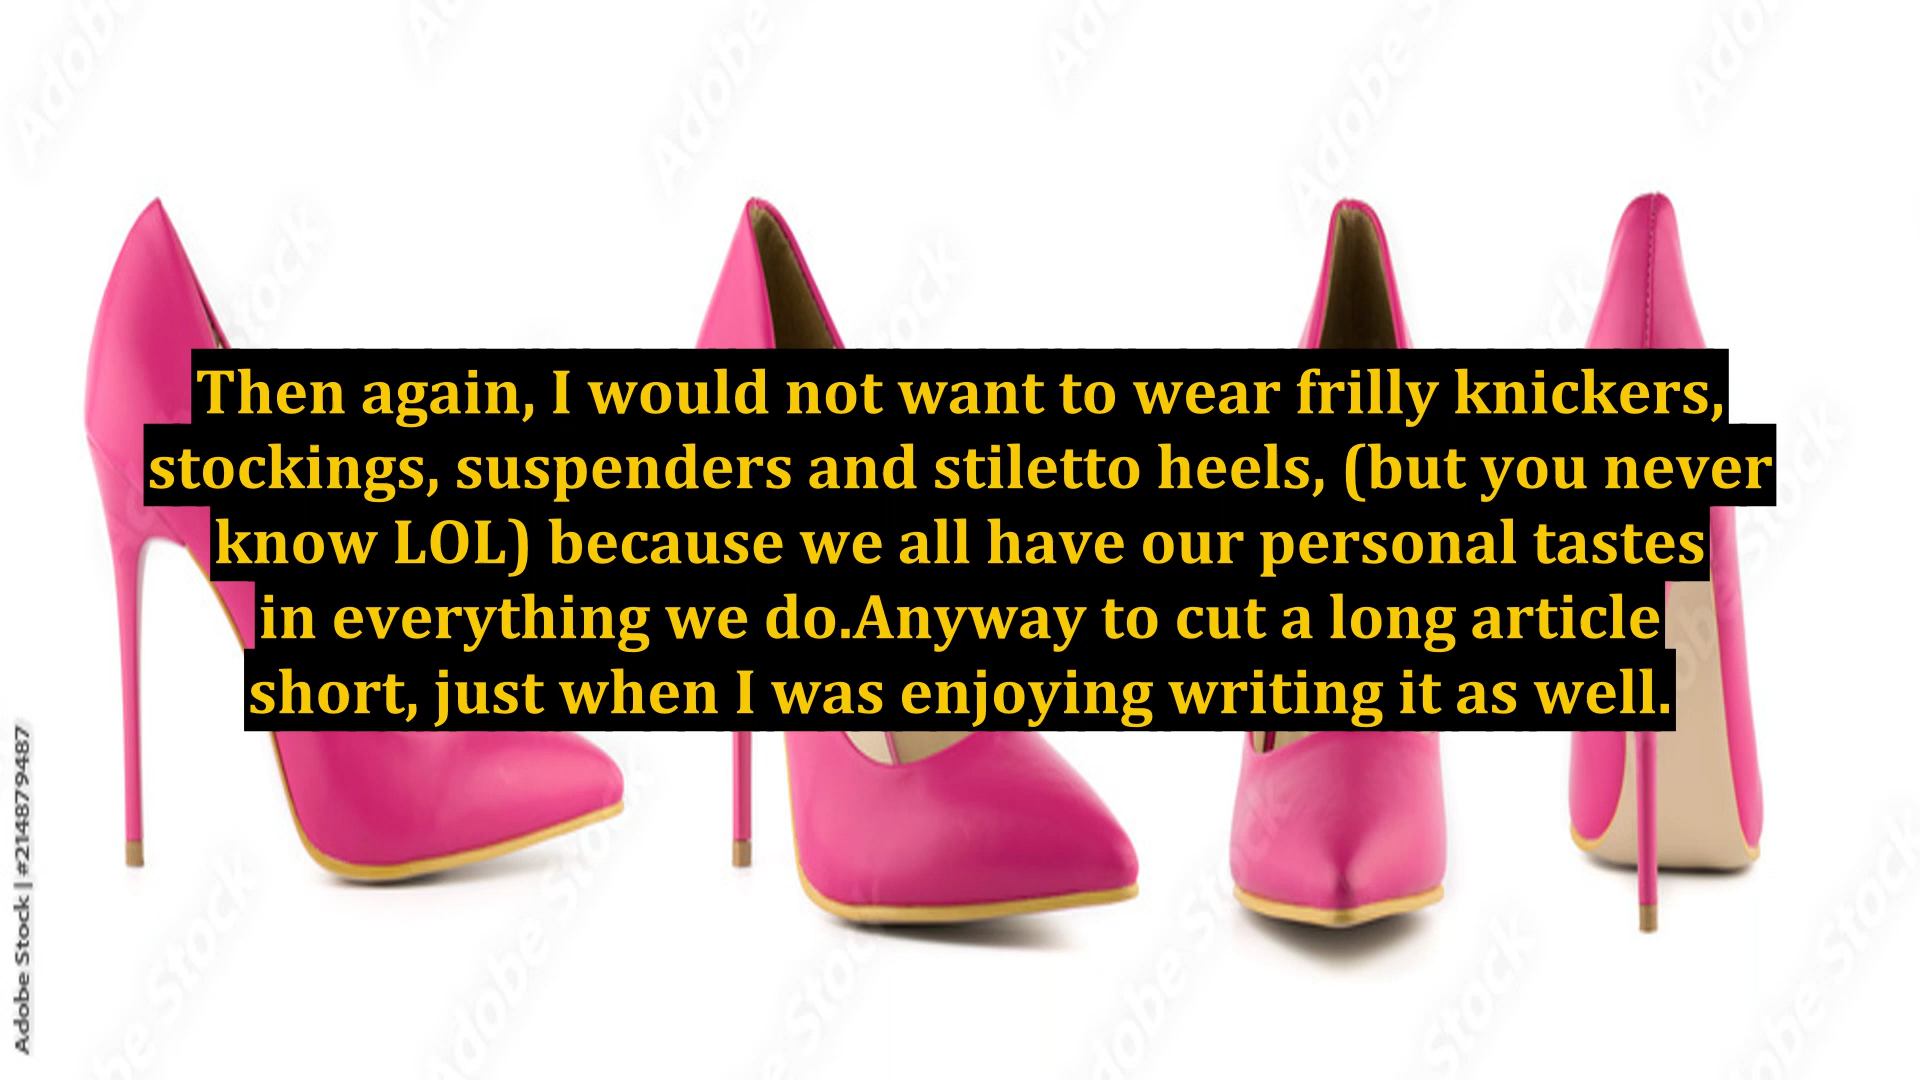 Then again, I would not want to wear frilly knickers,
stockings, suspenders and stiletto heels, (but you never
know LOL) because we all have our personal tastes
in everything we do.Anyway to cut a long article
short, just when I was enjoying writing it as well.
Adobe Stock | #2148794​87